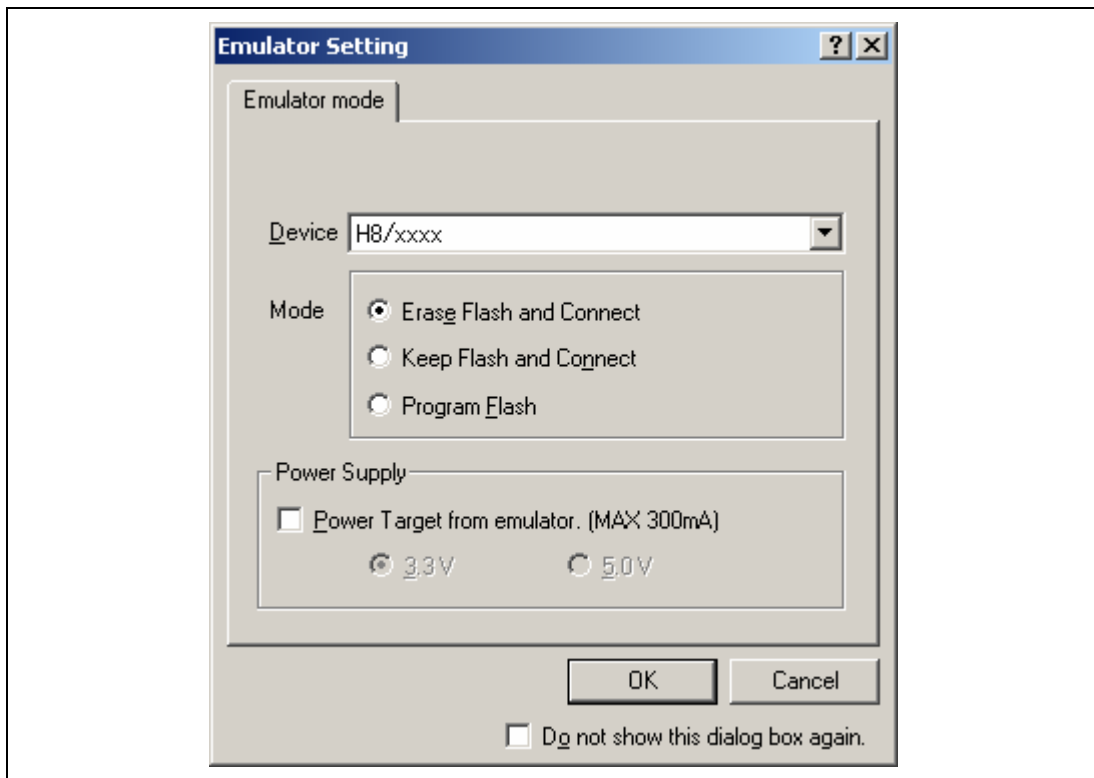 Emulator Setting
Emulator mode
Device H8/xxxx
Mode
Erase Flash and Connect
Keep Flash and Connect
Program Flash
Power Supply
Power Target from emulator. (MAX 300mA)
3.3V 5.0V
OK Cancel
Do not show this dialog box again.